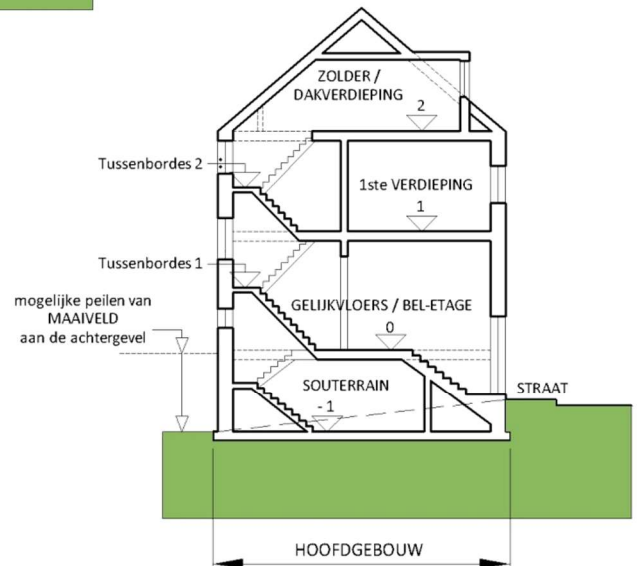 ZOLDER /
DAKVERDIEPING
2
Tussenbordes 2
1ste VERDIEPING
1
Tussenbordes 1
mogelijke peilen van
MAAIVELD
aan de achtergevel
GELIJKVLOERS / BEL-ETAGE
0
SOUTERRAIN
-1
STRAAT
HOOFDGEBOUW